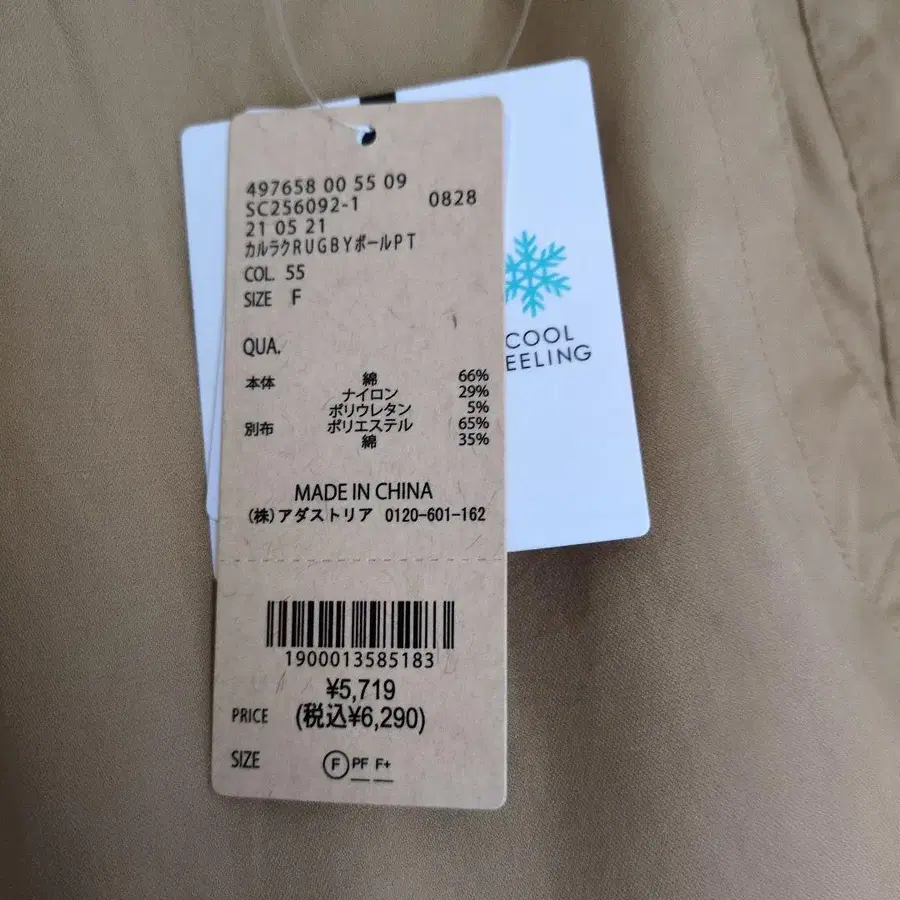 497658 00 55 09
SC256092-1 0828
21 05 21
カルラクRUGBYボールPT
COL. 55
SIZE F
QUA.
本体 綿 66%
ナイロン 29%
ポリウレタン 5%
別布 ポリエステル 65%
綿 35%
MADE IN CHINA
(株)アダストリア 0120-601-162
1900013585183
¥5,719
PRICE (税込¥6,290)
SIZE F PF F+
COOL
EELING